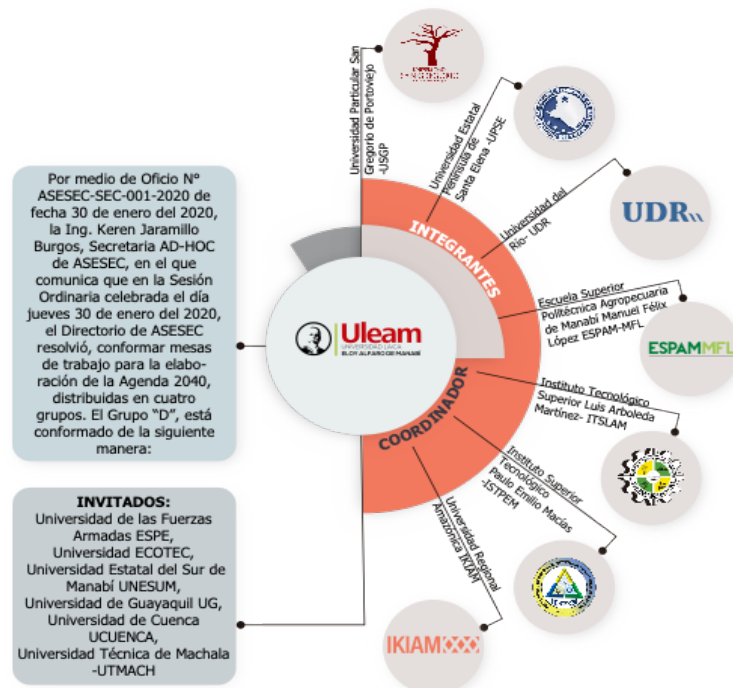 Por medio de Oficio N°
ASESEC-SEC-001-2020 de
fecha 30 de enero del 2020,
la Ing. Keren Jaramillo
Burgos, Secretaria AD-HOC
de ASESEC, en el que
comunica que en la Sesión
Ordinaria celebrada el día
jueves 30 de enero del 2020,
el Directorio de ASESEC
resolvió, conformar mesas
de trabajo para la elabo-
ración de la Agenda 2040,
distribuidas en cuatro
grupos. El Grupo “D”, está
conformado de la siguiente
manera:
INVITADOS:
Universidad de las Fuerzas
Armadas ESPE,
Universidad ECOTEC,
Universidad Estatal del Sur de
Manabí UNESUM,
Universidad de Guayaquil UG,
Universidad de Cuenca
UCUENCA,
Universidad Técnica de Machala
-UTMACH
Uleam
UNIVERSIDAD LAICA
ELOY ALFARO DE MANABÍ
INTEGRANTES
COORDINADOR
Universidad Particular San
Gregorio de Portoviejo
-USGP
Universidad Estatal
Península de
Santa Elena -UPSE
Universidad del
Río- UDR
UDR
Escuela Superior
Politécnica Agropecuaria
de Manabí Manuel Félix
López ESPAM-MFL
ESPAMMFL
Instituto Tecnológico
Superior Luis Arboleda
Martínez- ITSLAM
Instituto Superior
Tecnológico
Paulo Emilio Macías
-ISTPEM
Universidad Regional
Amazónica IKIAM
IKIAM